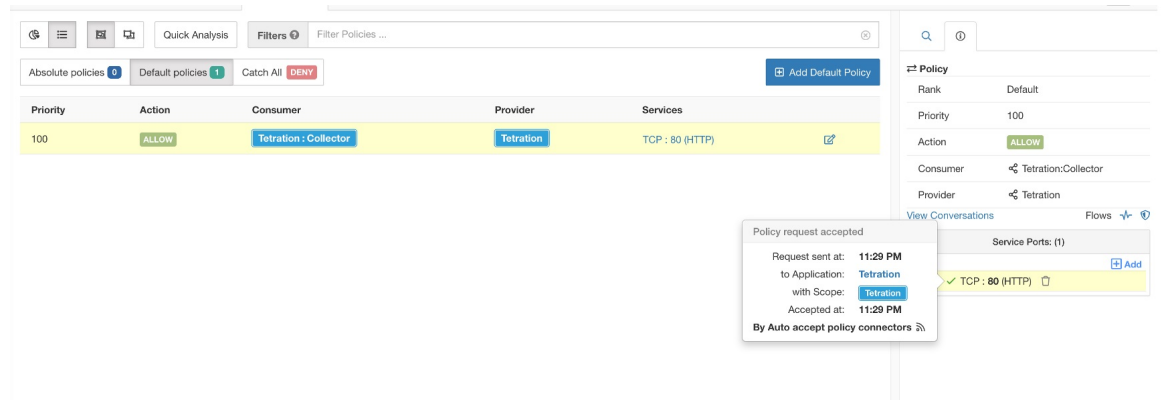 Quick Analysis Filters Filter Policies ...
Absolute policies 0 Default policies 1 Catch All DENY Add Default Policy
Priority Action Consumer Provider Services
100 ALLOW Tetration : Collector Tetration TCP : 80 (HTTP)
Policy
Rank Default
Priority 100
Action ALLOW
Consumer Tetration:Collector
Provider Tetration
View Conversations Flows
Service Ports: (1)
Add
TCP : 80 (HTTP)
Policy request accepted
Request sent at: 11:29 PM
to Application: Tetration
with Scope: Tetration
Accepted at: 11:29 PM
By Auto accept policy connectors